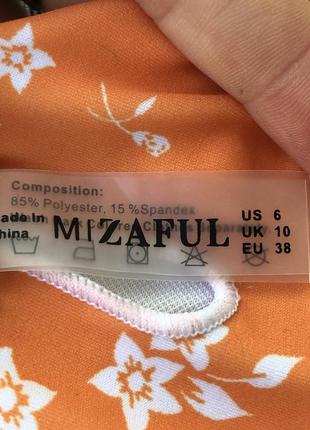 Composition:
85% Polyester, 15%Spandex
Made In
China
MIZAFUL
US 6
UK 10
EU 38